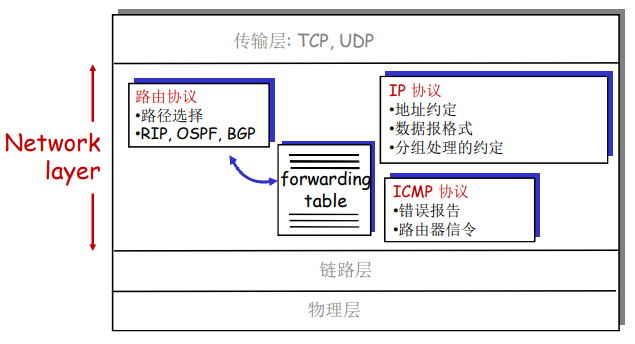 传输层: TCP, UDP
Network
layer
路由协议
•路径选择
•RIP, OSPF, BGP
forwarding
table
IP 协议
•地址约定
•数据报格式
•分组处理的约定
ICMP 协议
•错误报告
•路由器信令
链路层
物理层